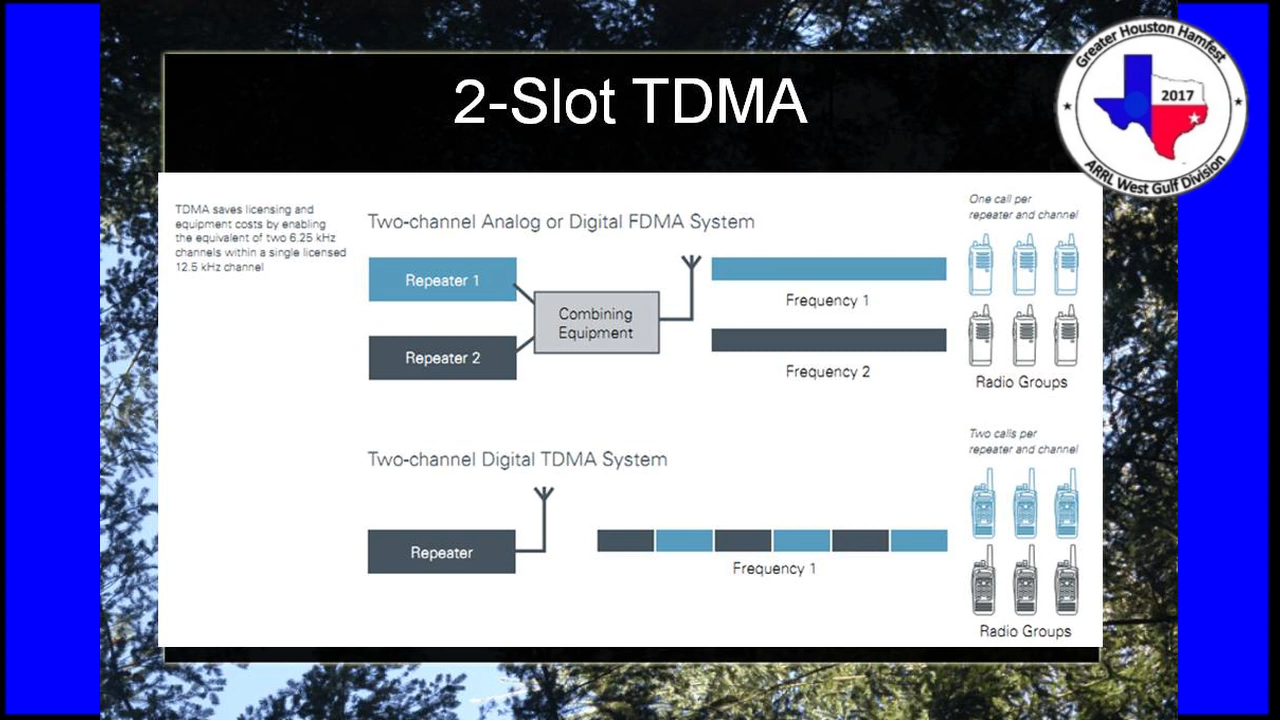 2-Slot TDMA
Greater Houston Hamfest
2017
ARRL West Gulf Division
TDMA saves licensing and
equipment costs by enabling
the equivalent of two 6.25 kHz
channels within a single licensed
12.5 kHz channel
Two-channel Analog or Digital FDMA System
Repeater 1
Repeater 2
Combining
Equipment
Frequency 1
Frequency 2
One call per
repeater and channel
Radio Groups
Two-channel Digital TDMA System
Repeater
Frequency 1
Two calls per
repeater and channel
Radio Groups